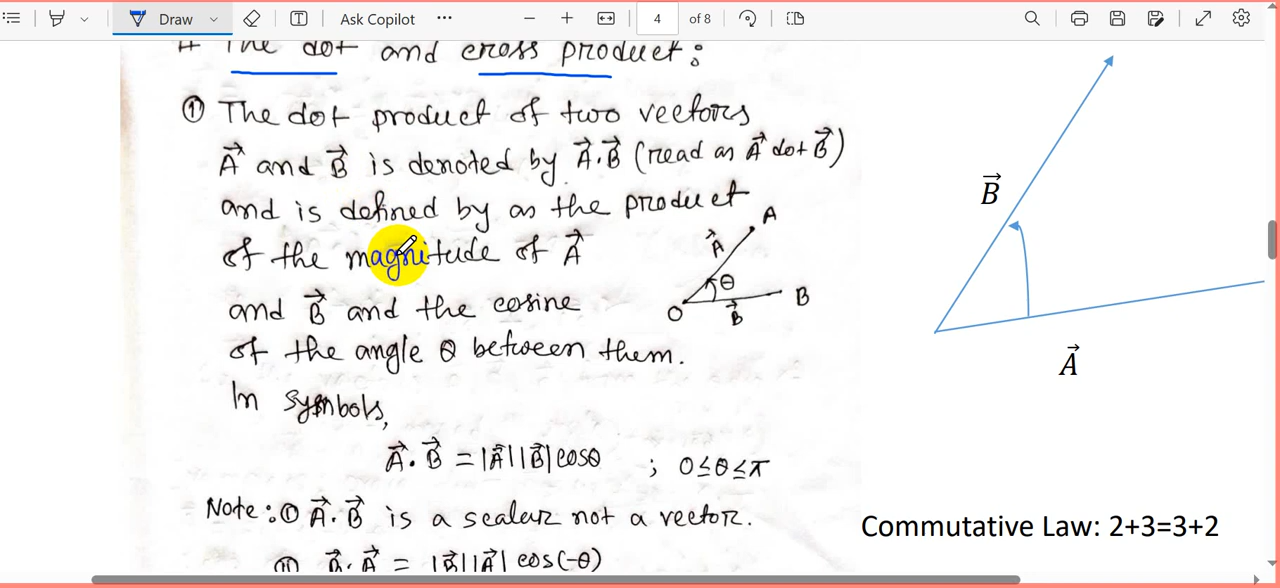 Draw
Ask Copilot
4
of 8
# The dot and cross product:
① The dot product of two vectors
A⃗ and B⃗ is denoted by A⃗.B⃗ (read as A⃗ dot B⃗)
and is defined by as the product
of the magnitude of A⃗
and B⃗ and the cosine
of the angle θ between them.
In symbols,
A⃗.B⃗ = |A⃗||B⃗|cosθ ; 0≤θ≤π
Note: ① A⃗.B⃗ is a scalar not a vector.
⑪ B⃗.A⃗ = |B⃗||A⃗| cos(-θ)
A
A⃗
θ
O
B⃗
B
B⃗
A⃗
Commutative Law: 2+3=3+2